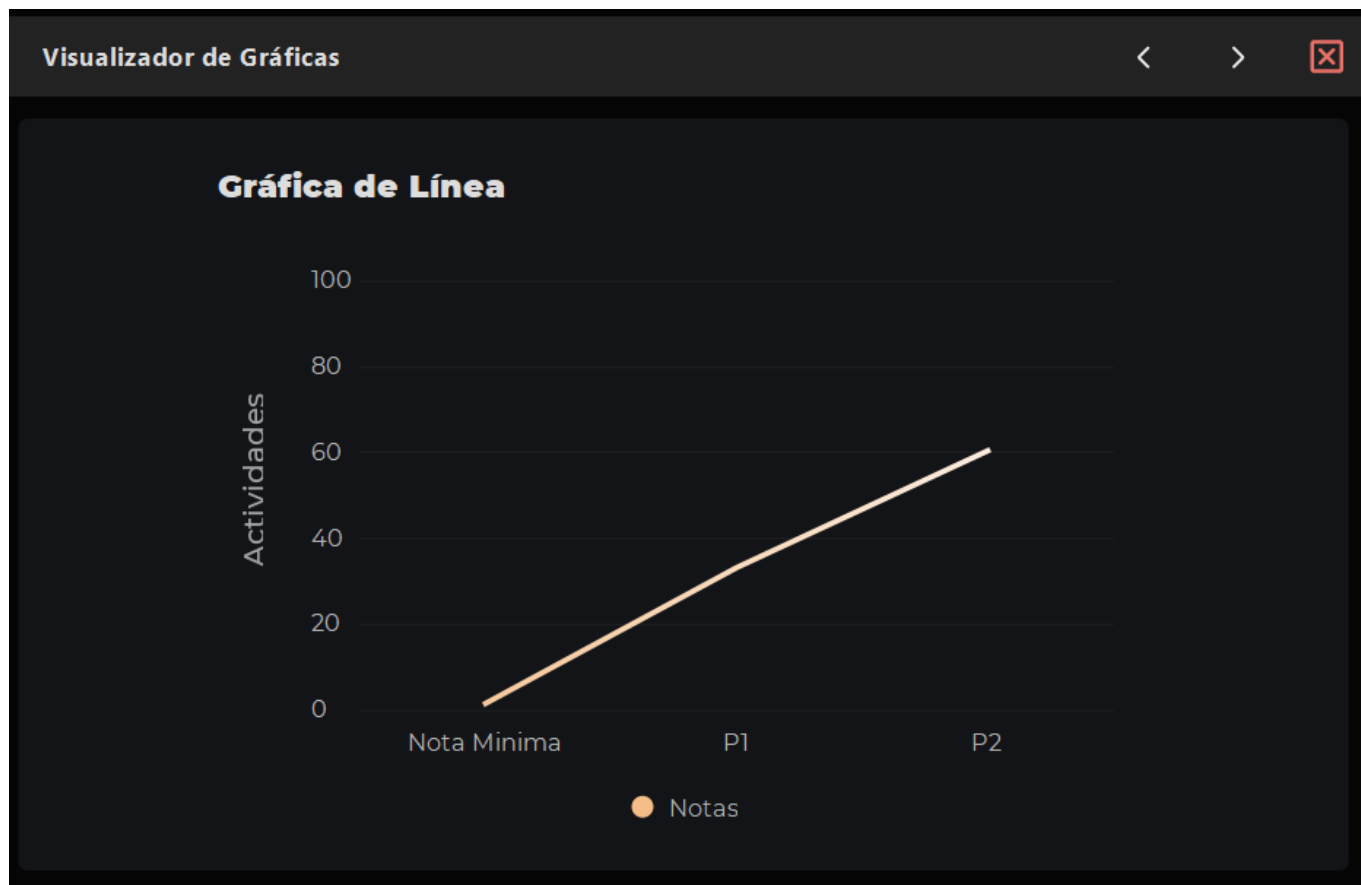 Visualizador de Gráficas
Gráfica de Línea
100
80
60
40
20
0
Actividades
Nota Minima P1 P2
Notas